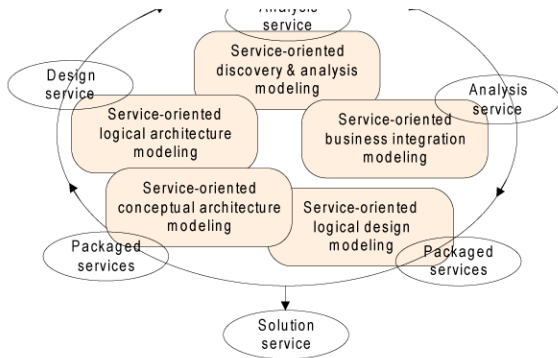 Analysis
service
Service-oriented
discovery & analysis
modeling
Design
service
Analysis
service
Service-oriented
logical architecture
modeling
Service-oriented
business integration
modeling
Service-oriented
conceptual architecture
modeling
Service-oriented
logical design
modeling
Packaged
services
Packaged
services
Solution
service